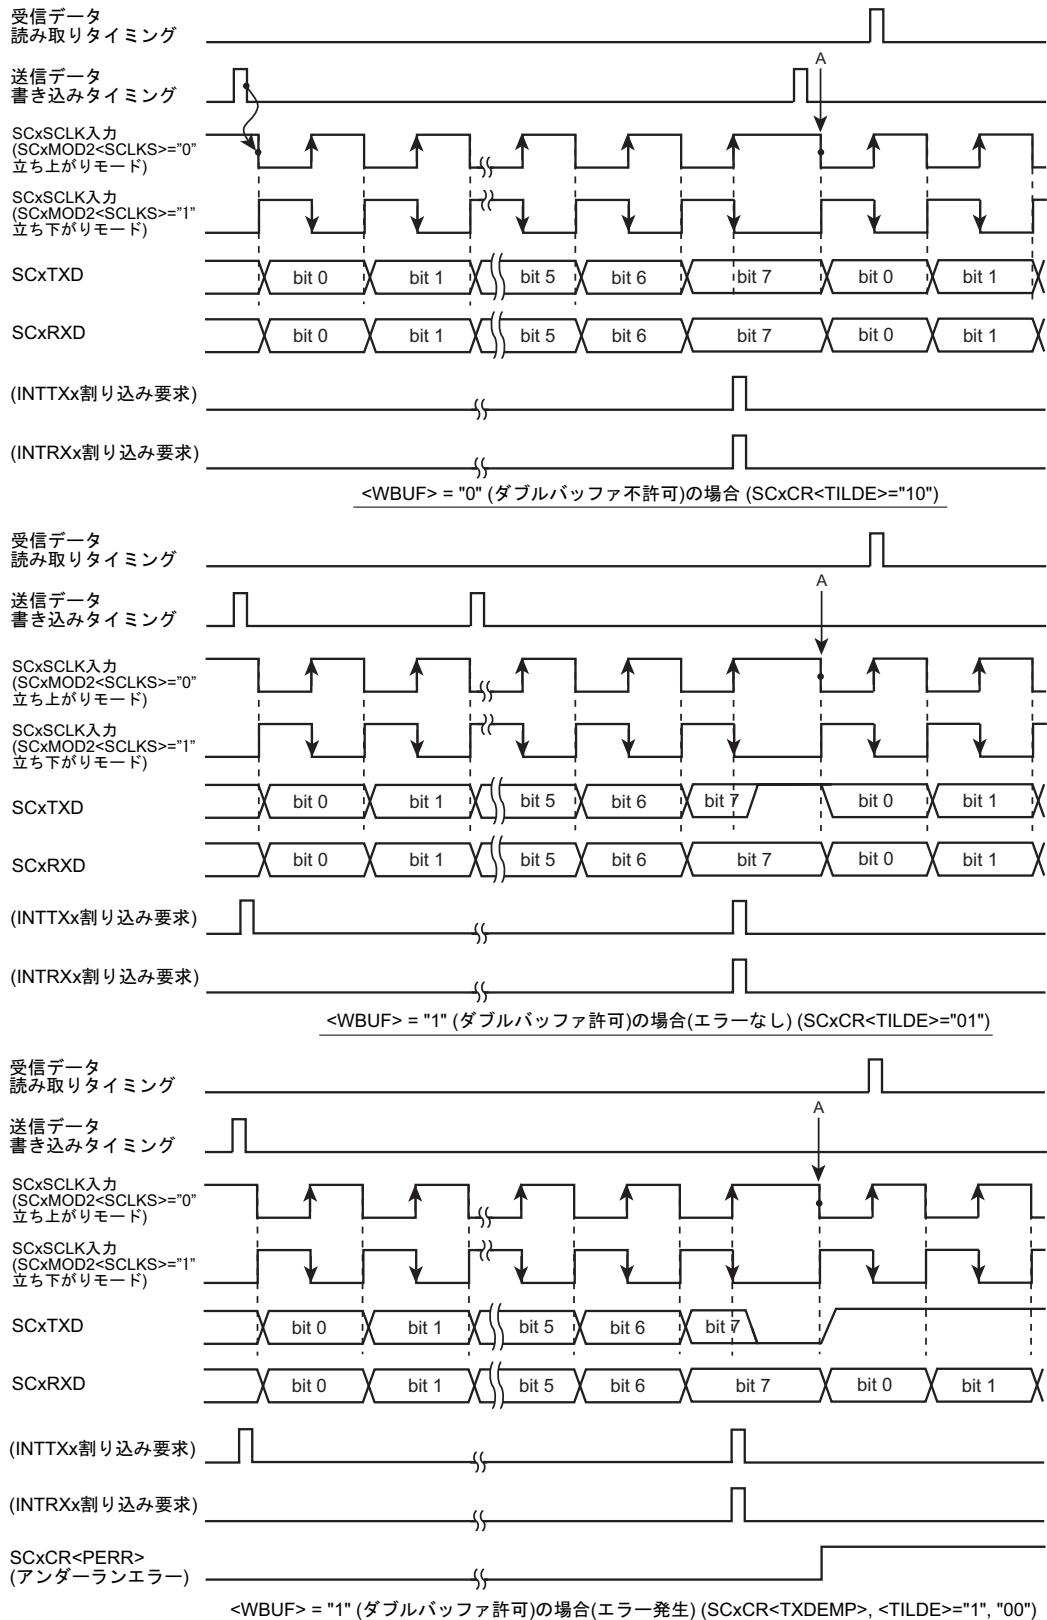 受信データ
読み取りタイミング
A
送信データ
書き込みタイミング
SCxSCLK入力
(SCxMOD2<SCLKS>="0"
立ち上がりモード)
SCxSCLK入力
(SCxMOD2<SCLKS>="1"
立ち下がりモード)
SCxTXD bit 0 bit 1 bit 5 bit 6 bit 7 bit 0 bit 1
SCxRXD bit 0 bit 1 bit 5 bit 6 bit 7 bit 0 bit 1
(INTTXx割り込み要求)
(INTRXx割り込み要求)
<WBUF> = "0" (ダブルバッファ不許可)の場合 (SCxCR<TILDE>="10")
受信データ
読み取りタイミング
A
送信データ
書き込みタイミング
SCxSCLK入力
(SCxMOD2<SCLKS>="0"
立ち上がりモード)
SCxSCLK入力
(SCxMOD2<SCLKS>="1"
立ち下がりモード)
SCxTXD bit 0 bit 1 bit 5 bit 6 bit 7 bit 0 bit 1
SCxRXD bit 0 bit 1 bit 5 bit 6 bit 7 bit 0 bit 1
(INTTXx割り込み要求)
(INTRXx割り込み要求)
<WBUF> = "1" (ダブルバッファ許可)の場合(エラーなし) (SCxCR<TILDE>="01")
受信データ
読み取りタイミング
A
送信データ
書き込みタイミング
SCxSCLK入力
(SCxMOD2<SCLKS>="0"
立ち上がりモード)
SCxSCLK入力
(SCxMOD2<SCLKS>="1"
立ち下がりモード)
SCxTXD bit 0 bit 1 bit 5 bit 6 bit 7
SCxRXD bit 0 bit 1 bit 5 bit 6 bit 7 bit 0 bit 1
(INTTXx割り込み要求)
(INTRXx割り込み要求)
SCxCR<PERR>
(アンダーランエラー)
<WBUF> = "1" (ダブルバッファ許可)の場合(エラー発生) (SCxCR<TXDEMP>, <TILDE>="1", "00")